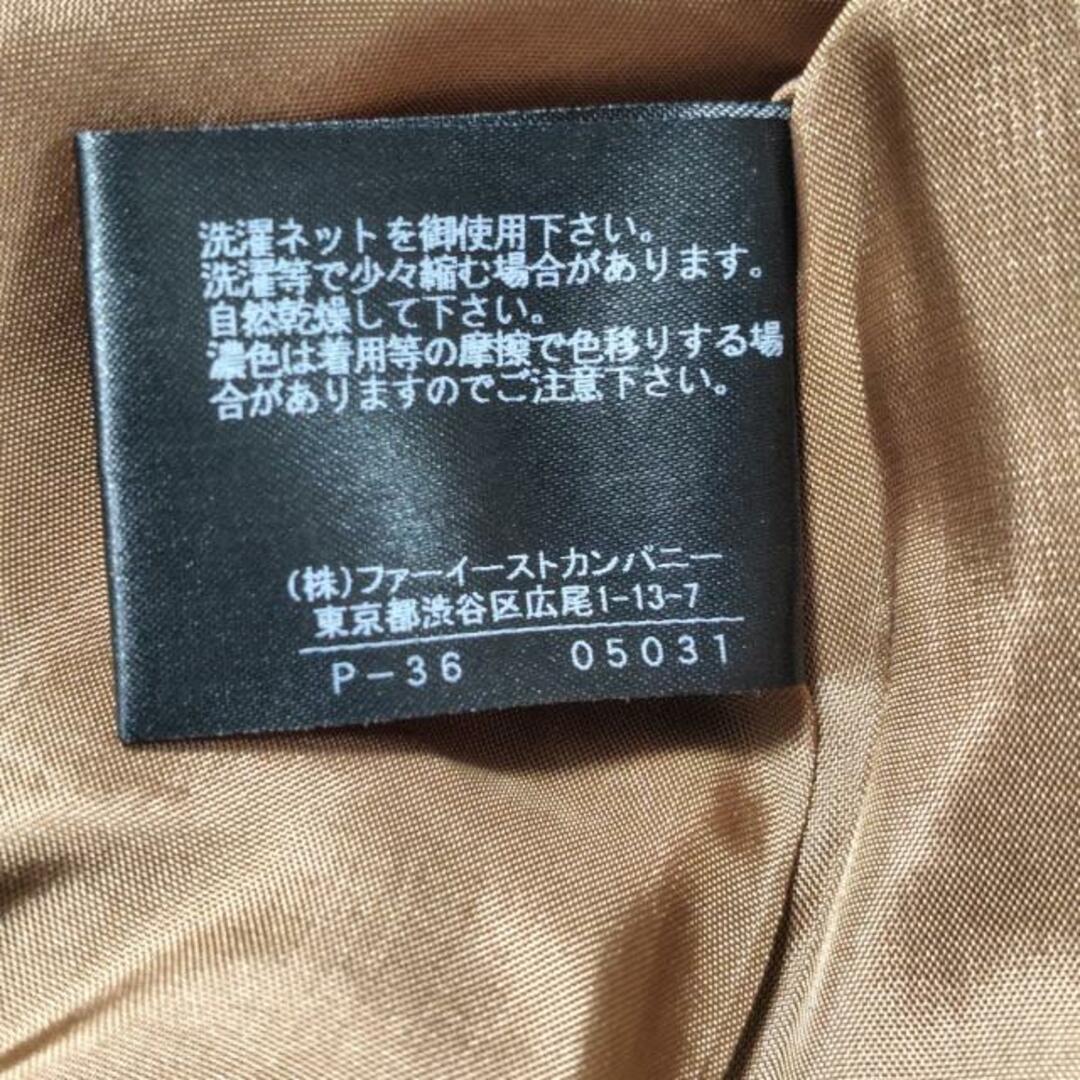 洗濯ネットを御使用下さい。
洗濯等で少々縮む場合があります。
自然乾燥して下さい。
濃色は着用等の摩擦で色移りする場
合がありますのでご注意下さい。
(株)ファーイーストカンパニー
東京都渋谷区広尾1-13-7
P-36 05031